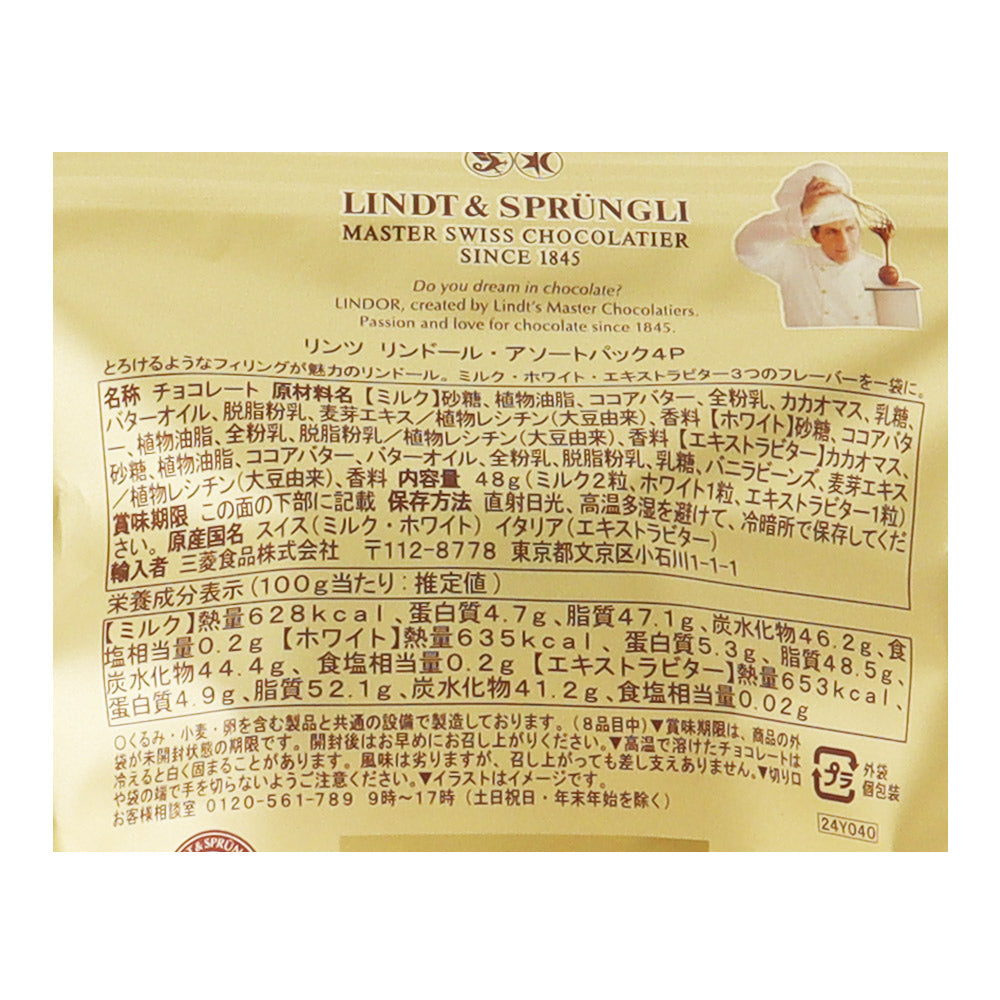 LINDT & SPRÜNGLI
MASTER SWISS CHOCOLATIER
SINCE 1845
Do you dream in chocolate?
LINDOR, created by Lindt's Master Chocolatiers.
Passion and love for chocolate since 1845.
リンツ リンドール・アソートパック4P
とろけるようなフィリングが魅力のリンドール。ミルク・ホワイト・エキストラビター3つのフレーバーを一袋に。
名称 チョコレート 原材料名 【ミルク】砂糖、植物油脂、ココアバター、全粉乳、カカオマス、乳糖、
バターオイル、脱脂粉乳、麦芽エキス/植物レシチン(大豆由来)、香料【ホワイト】砂糖、ココアバタ
ー、植物油脂、全粉乳、脱脂粉乳/植物レシチン(大豆由来)、香料【エキストラビター】カカオマス、
砂糖、植物油脂、ココアバター、バターオイル、全粉乳、脱脂粉乳、乳糖、バニラビーンズ、麦芽エキス
/植物レシチン(大豆由来)、香料 内容量 48g(ミルク2粒、ホワイト1粒、エキストラビター1粒)
賞味期限 この面の下部に記載 保存方法 直射日光、高温多湿を避けて、冷暗所で保存してくだ
さい。原産国名 スイス(ミルク・ホワイト) イタリア(エキストラビター)
輸入者 三菱食品株式会社 〒112-8778 東京都文京区小石川1-1-1
栄養成分表示(100g当たり:推定値)
【ミルク】熱量628kcal、蛋白質4.7g、脂質47.1g、炭水化物46.2g、食
塩相当量0.2g【ホワイト】熱量635kcal、蛋白質5.3g、脂質48.5g、
炭水化物44.4g、食塩相当量0.2g【エキストラビター】熱量653kcal、
蛋白質4.9g、脂質52.1g、炭水化物41.2g、食塩相当量0.02g
○くるみ・小麦・卵を含む製品と共通の設備で製造しております。(8品目中)▼賞味期限は、商品の外
袋が未開封状態の期限です。開封後はお早めにお召し上がりください。▼高温で溶けたチョコレートは
冷えると白く固まることがあります。風味は劣りますが、召し上がっても差し支えありません。▼切り口
や袋の端で手を切らないようご注意ください。▼イラストはイメージです。
お客様相談室 0120-561-789 9時〜17時(土日祝日・年末年始を除く)
プラ
外袋
個包装
24Y040
T & SPRÜN